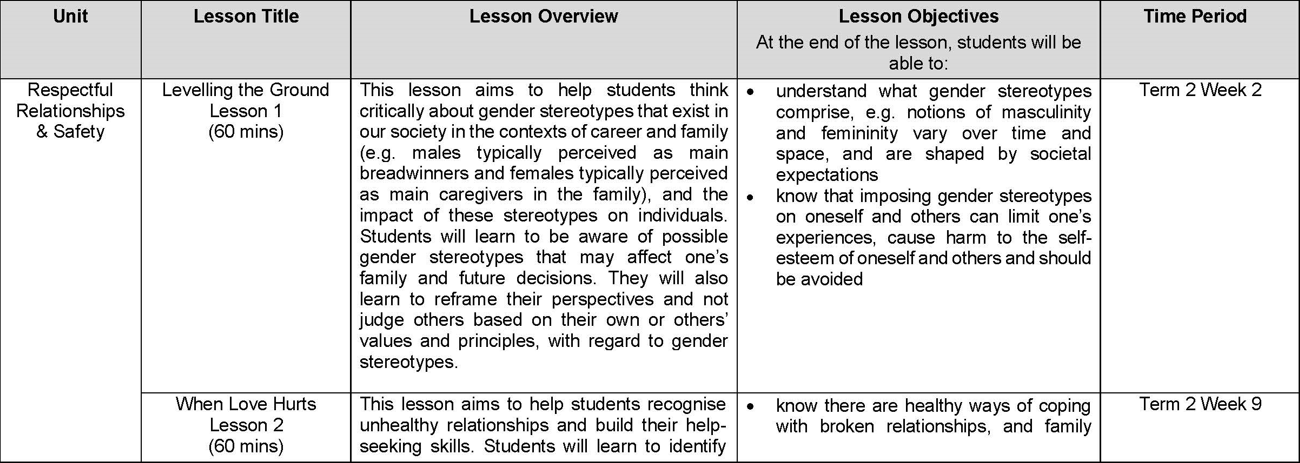 Unit
Lesson Title
Lesson Overview
Lesson Objectives
At the end of the lesson, students will be
able to:
Time Period
Respectful
Relationships
& Safety
Levelling the Ground
Lesson 1
(60 mins)
This lesson aims to help students think
critically about gender stereotypes that exist in
our society in the contexts of career and family
(e.g. males typically perceived as main
breadwinners and females typically perceived
as main caregivers in the family), and the
impact of these stereotypes on individuals.
Students will learn to be aware of possible
gender stereotypes that may affect one’s
family and future decisions. They will also
learn to reframe their perspectives and not
judge others based on their own or others’
values and principles, with regard to gender
stereotypes.
• understand what gender stereotypes
comprise, e.g. notions of masculinity
and femininity vary over time and
space, and are shaped by societal
expectations
• know that imposing gender stereotypes
on oneself and others can limit one’s
experiences, cause harm to the self-
esteem of oneself and others and should
be avoided
Term 2 Week 2
When Love Hurts
Lesson 2
(60 mins)
This lesson aims to help students recognise
unhealthy relationships and build their help-
seeking skills. Students will learn to identify
• know there are healthy ways of coping
with broken relationships, and family
Term 2 Week 9